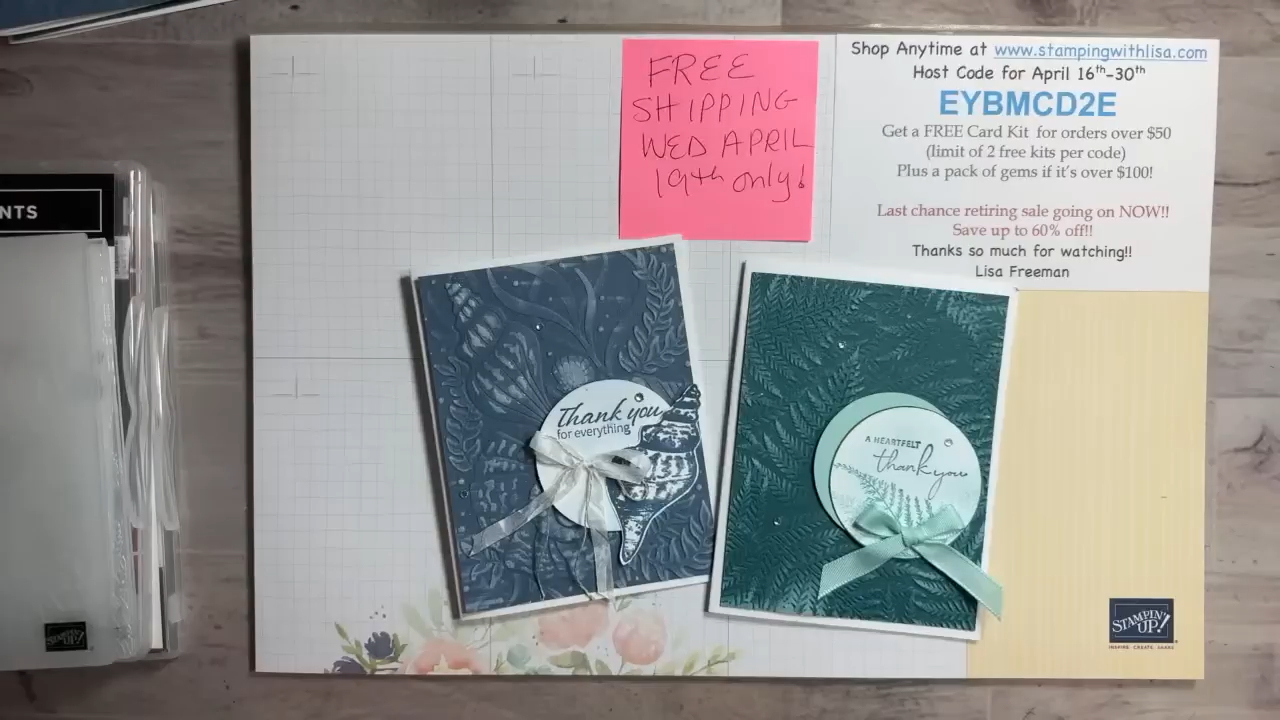 FREE
SHIPPING
WED APRIL
19th only!
Shop Anytime at www.stampingwithlisa.com
Host Code for April 16th-30th
EYBMCD2E
Get a FREE Card Kit for orders over $50
(limit of 2 free kits per code)
Plus a pack of gems if it's over $100!
Last chance retiring sale going on NOW!!
Save up to 60% off!!
Thanks so much for watching!!
Lisa Freeman
NTS
Thank you
for everything
A HEARTFELT
thank you
STAMPIN' UP!
STAMPIN' UP!
INSPIRE. CREATE. SHARE.